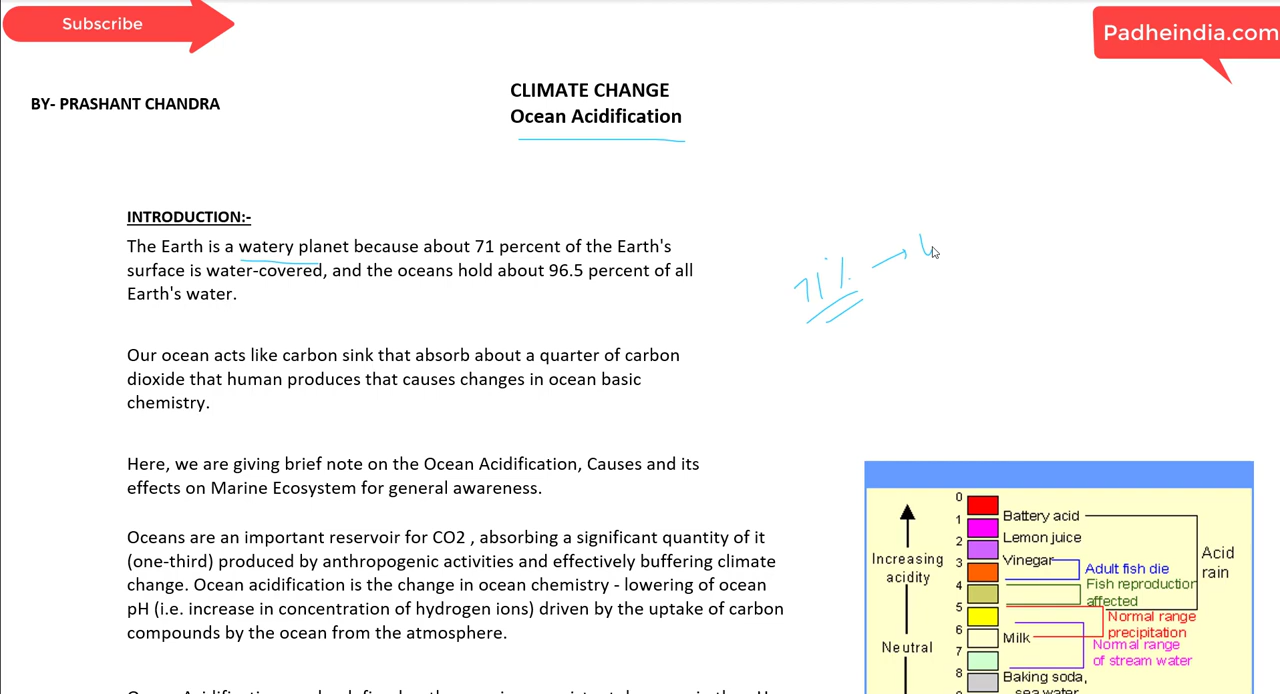 Subscribe
Padheindia.com
BY- PRASHANT CHANDRA
CLIMATE CHANGE
Ocean Acidification
INTRODUCTION:-
The Earth is a watery planet because about 71 percent of the Earth's
surface is water-covered, and the oceans hold about 96.5 percent of all
Earth's water.
71%
Our ocean acts like carbon sink that absorb about a quarter of carbon
dioxide that human produces that causes changes in ocean basic
chemistry.
Here, we are giving brief note on the Ocean Acidification, Causes and its
effects on Marine Ecosystem for general awareness.
Oceans are an important reservoir for CO2 , absorbing a significant quantity of it
(one-third) produced by anthropogenic activities and effectively buffering climate
change. Ocean acidification is the change in ocean chemistry - lowering of ocean
pH (i.e. increase in concentration of hydrogen ions) driven by the uptake of carbon
compounds by the ocean from the atmosphere.
0
1
2
3
4
5
6
7
8
Increasing
acidity
Neutral
Battery acid
Lemon juice
Vinegar
Adult fish die
Fish reproduction
affected
Acid
rain
Normal range
precipitation
Milk
Normal range
of stream water
Baking soda,
sea water